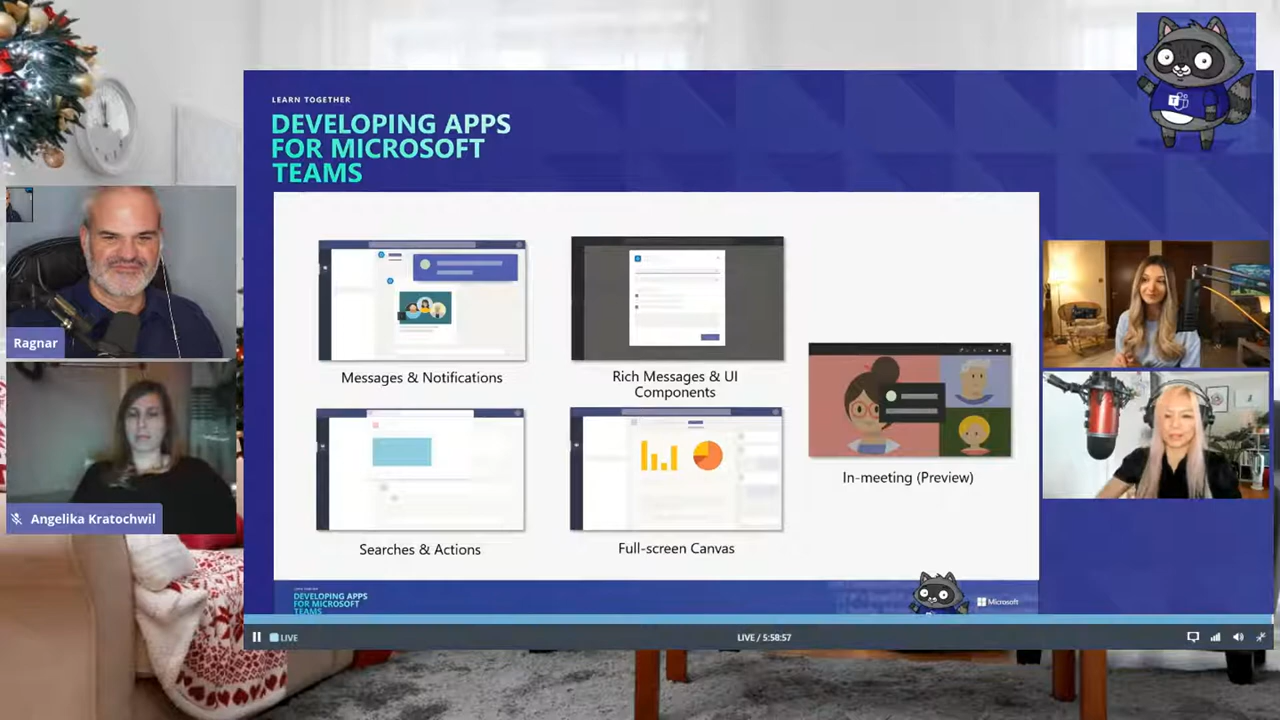 LEARN TOGETHER
DEVELOPING APPS
FOR MICROSOFT
TEAMS
Ragnar
Angelika Kratochwil
Messages & Notifications
Rich Messages & UI
Components
Searches & Actions
Full-screen Canvas
In-meeting (Preview)
DEVELOPING APPS
FOR MICROSOFT
TEAMS
Microsoft
LIVE
LIVE / 5:58:57
T